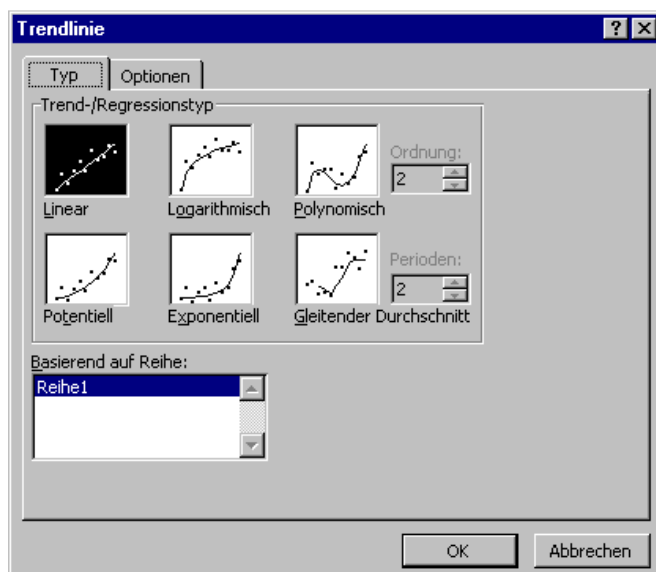 Trendlinie
Typ Optionen
Trend-/Regressionstyp
Ordnung:
2
Linear Logarithmisch Polynomisch
Perioden:
2
Potentiell Exponentiell Gleitender Durchschnitt
Basierend auf Reihe:
Reihe1
OK Abbrechen